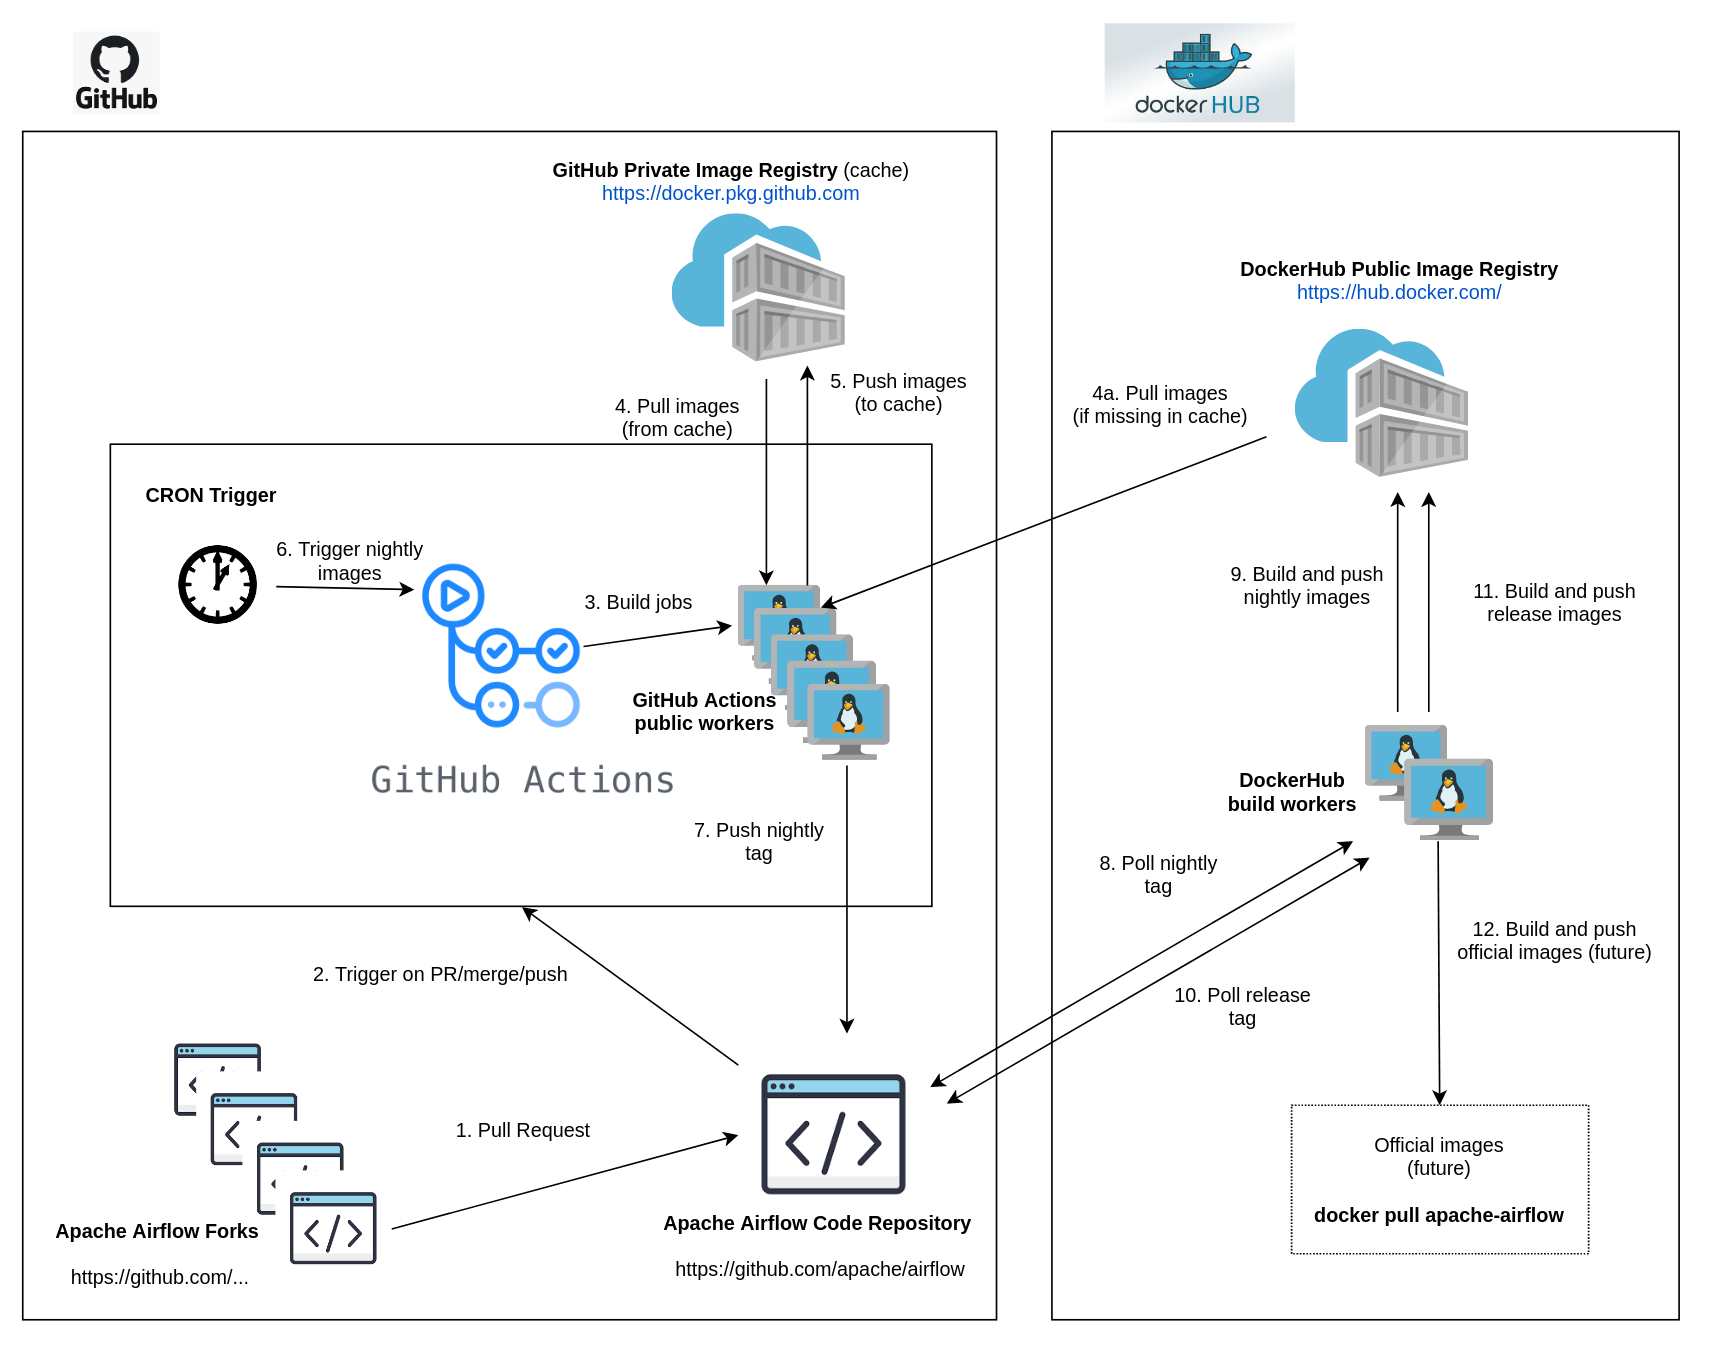 GitHub
docker HUB
GitHub Private Image Registry (cache)
https://docker.pkg.github.com
DockerHub Public Image Registry
https://hub.docker.com/
4. Pull images
(from cache)
5. Push images
(to cache)
4a. Pull images
(if missing in cache)
CRON Trigger
6. Trigger nightly
images
3. Build jobs
GitHub Actions
public workers
GitHub Actions
9. Build and push
nightly images
11. Build and push
release images
DockerHub
build workers
7. Push nightly
tag
8. Poll nightly
tag
2. Trigger on PR/merge/push
10. Poll release
tag
12. Build and push
official images (future)
1. Pull Request
Apache Airflow Forks
https://github.com/...
Apache Airflow Code Repository
https://github.com/apache/airflow
Official images
(future)
docker pull apache-airflow